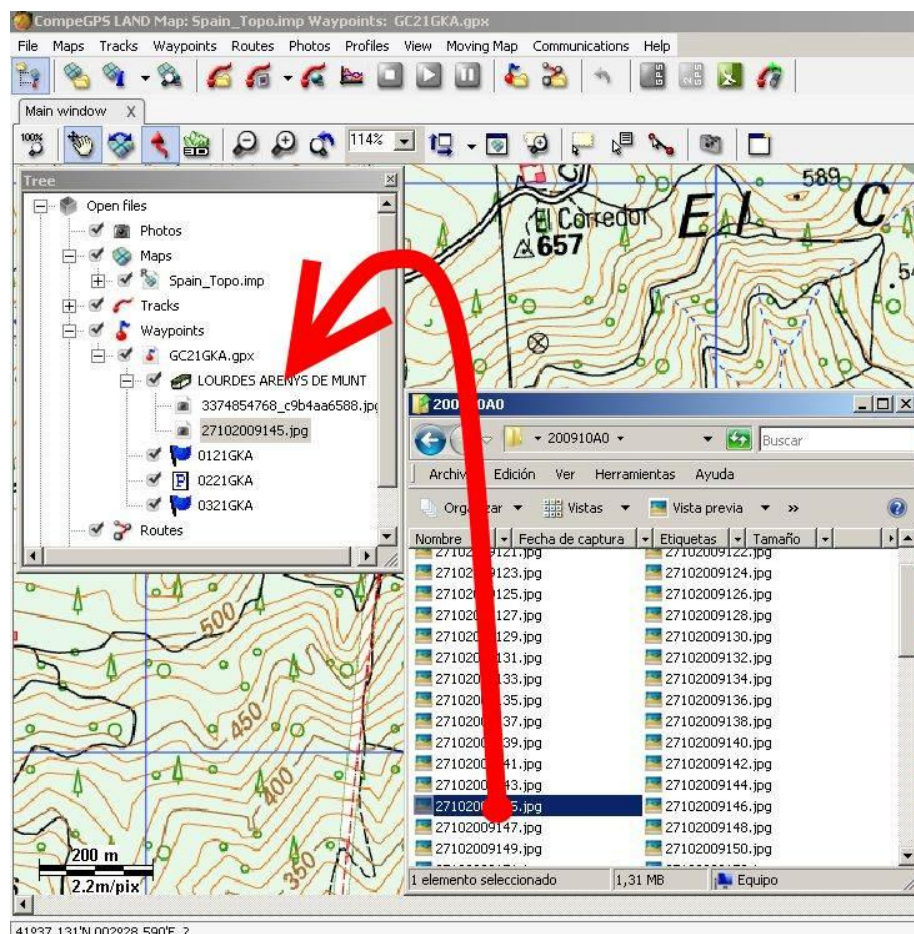 CompeGPS LAND Map: Spain_Topo.imp Waypoints: GC21GKA.gpx
File Maps Tracks Waypoints Routes Photos Profiles View Moving Map Communications Help
Main window X
100%
114%
Tree
Open files
Photos
Maps
Spain_Topo.imp
Tracks
Waypoints
GC21GKA.gpx
LOURDES ARENYS DE MUNT
3374854768_c9b4aa6588.jpg
27102009145.jpg
0121GKA
P 0221GKA
0321GKA
Routes
El Corredor
657
589
EI C
500
450
400
350
200 m
2.2m/pix
200910A0
200910A0
Buscar
Edición Ver Herramientas Ayuda
Vistas Vista previa »
Nombre Fecha de captura Etiquetas Tamaño
27102009122.jpg
27102009124.jpg
27102009126.jpg
27102009128.jpg
27102009130.jpg
27102009132.jpg
27102009134.jpg
27102009136.jpg
27102009138.jpg
27102009140.jpg
27102009142.jpg
27102009144.jpg
27102009146.jpg
27102009147.jpg 27102009148.jpg
27102009149.jpg 27102009150.jpg
1 elemento seleccionado 1,31 MB Equipo